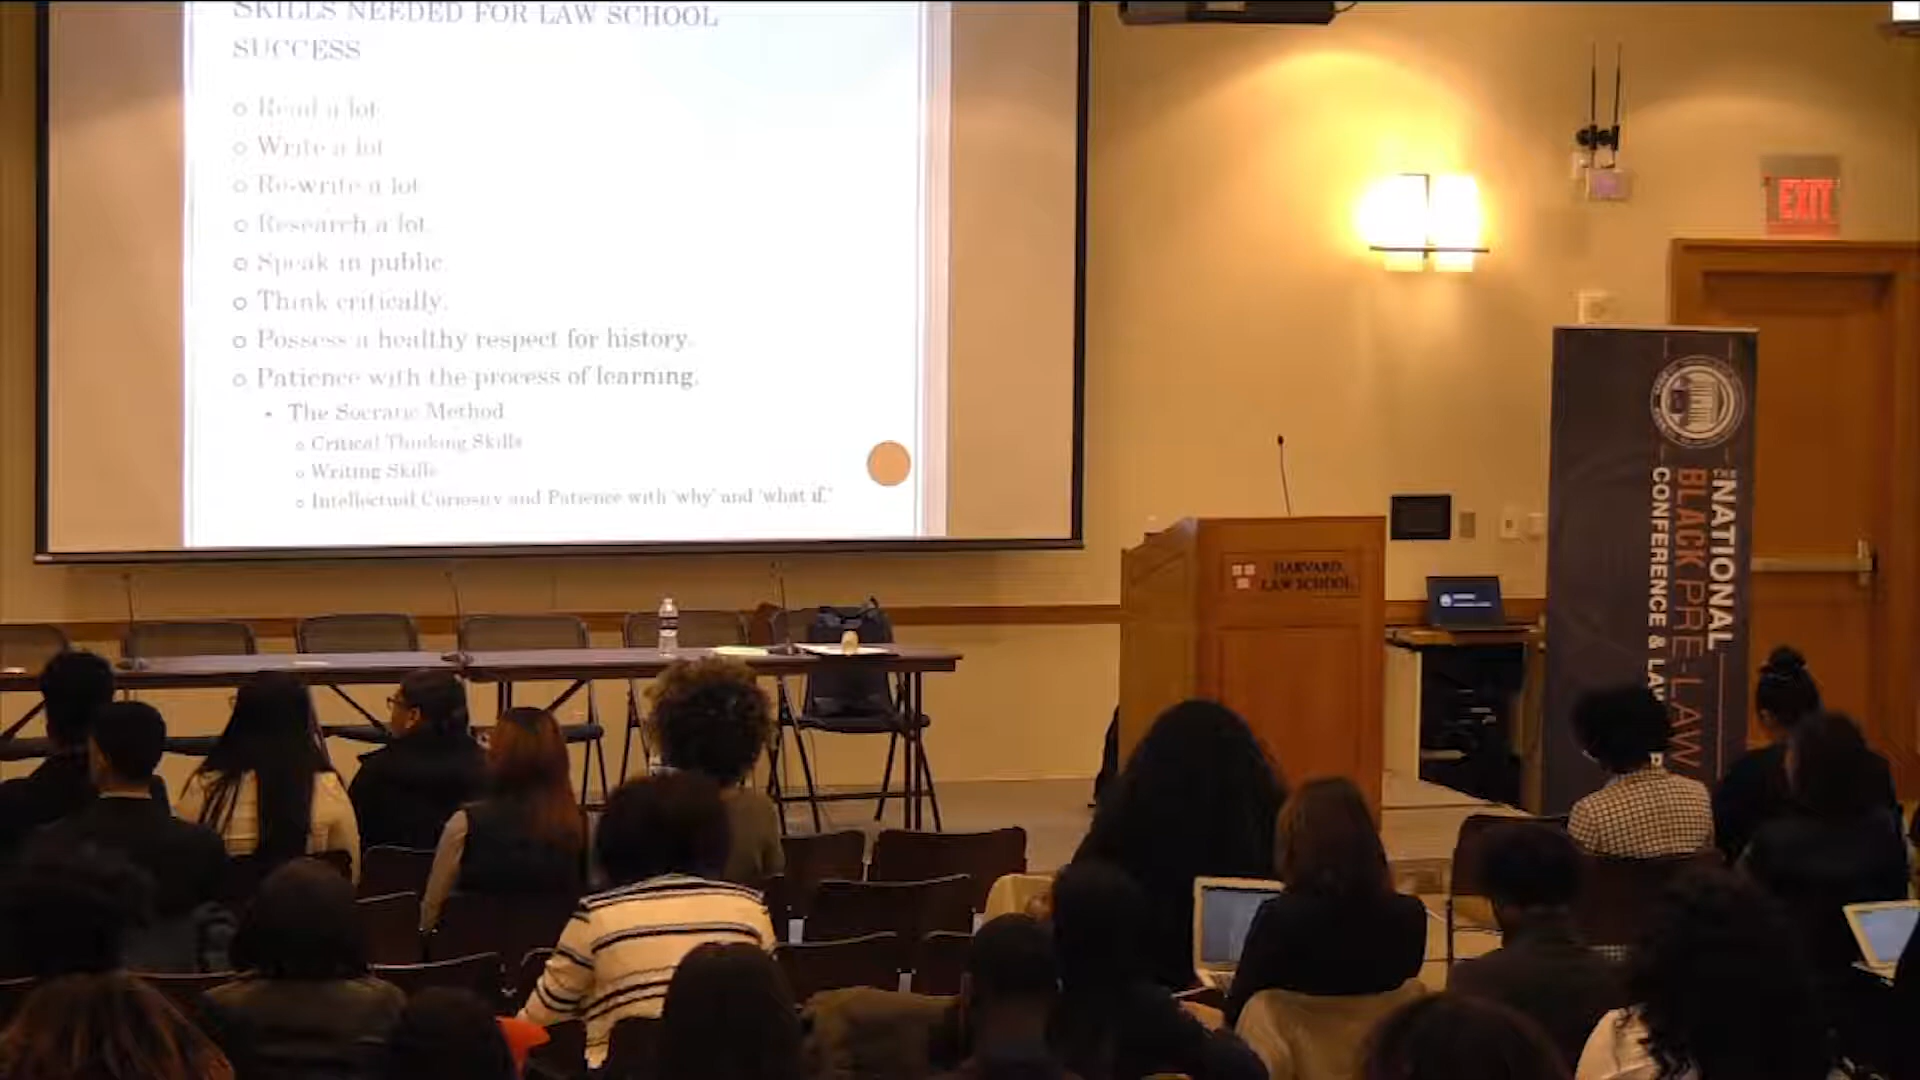 SKILLS NEEDED FOR LAW SCHOOL
SUCCESS
Read a lot.
Write a lot.
Re-write a lot.
Research a lot.
Speak in public.
Think critically.
Possess a healthy respect for history.
Patience with the process of learning.
The Socratic Method
Critical Thinking Skills
Writing Skills
Intellectual Curiosity and Patience with 'why' and 'what if.'
EXIT
HARVARD
LAW SCHOOL
THE
NATIONAL
BLACK PRE-LAW
CONFERENCE & LAW